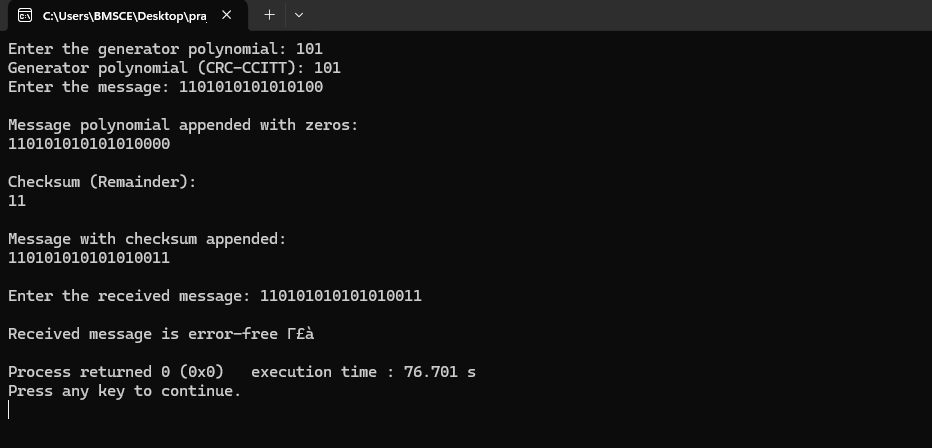 C:\Users\BMSCE\Desktop\pra
Enter the generator polynomial: 101
Generator polynomial (CRC-CCITT): 101
Enter the message: 1101010101010100
Message polynomial appended with zeros:
110101010101010000
Checksum (Remainder):
11
Message with checksum appended:
110101010101010011
Enter the received message: 110101010101010011
Received message is error-free Γ£à
Process returned 0 (0x0)   execution time : 76.701 s
Press any key to continue.